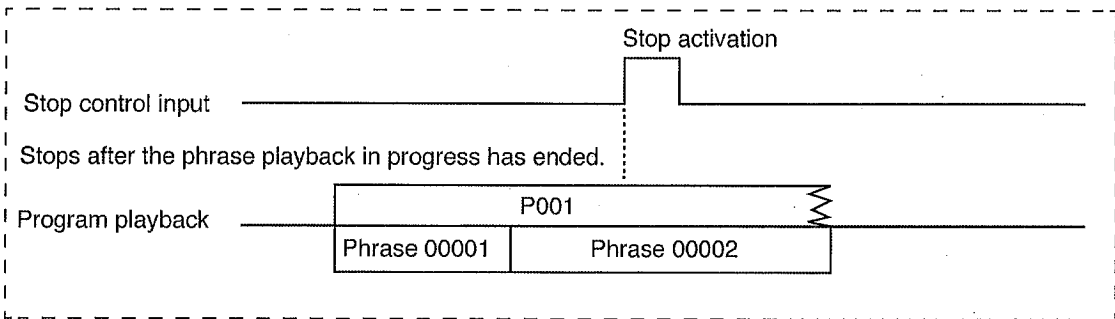 Stop activation
Stop control input
Stops after the phrase playback in progress has ended.
P001
Program playback
Phrase 00001 Phrase 00002